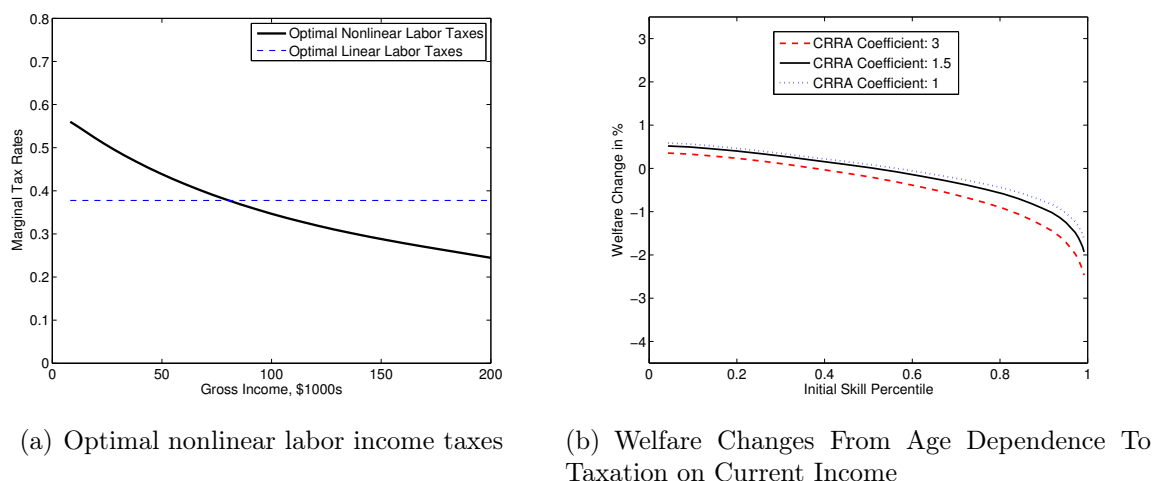 0.8
0.7
0.6
0.5
0.4
0.3
0.2
0.1
0
Marginal Tax Rates
Optimal Nonlinear Labor Taxes
Optimal Linear Labor Taxes
0 50 100 150 200
Gross Income, $1000s
(a) Optimal nonlinear labor income taxes
3
2
1
0
−1
−2
−3
−4
Welfare Change in %
CRRA Coefficient: 3
CRRA Coefficient: 1.5
CRRA Coefficient: 1
0 0.2 0.4 0.6 0.8 1
Initial Skill Percentile
(b) Welfare Changes From Age Dependence To
Taxation on Current Income